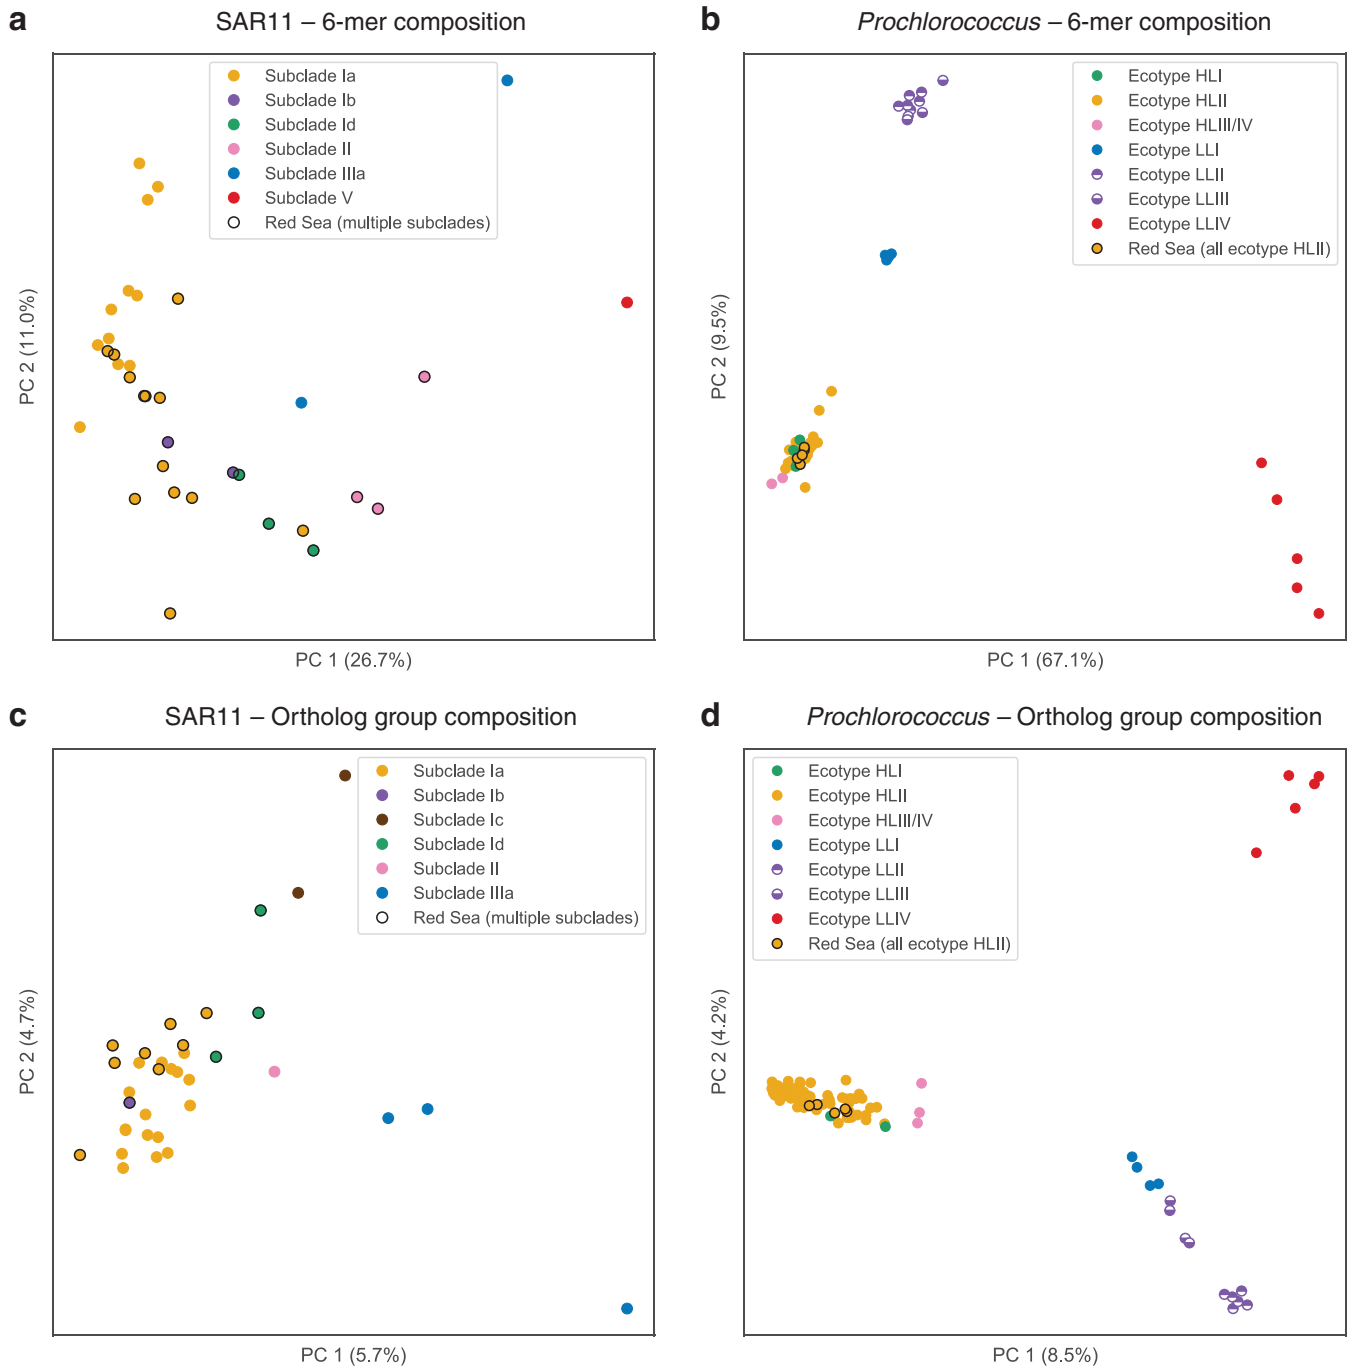 a
SAR11 – 6-mer composition
Subclade Ia
Subclade Ib
Subclade Id
Subclade II
Subclade IIIa
Subclade V
Red Sea (multiple subclades)
PC 2 (11.0%)
PC 1 (26.7%)
b
Prochlorococcus – 6-mer composition
Ecotype HLI
Ecotype HLII
Ecotype HLIII/IV
Ecotype LLI
Ecotype LLII
Ecotype LLIII
Ecotype LLIV
Red Sea (all ecotype HLII)
PC 2 (9.5%)
PC 1 (67.1%)
c
SAR11 – Ortholog group composition
Subclade Ia
Subclade Ib
Subclade Ic
Subclade Id
Subclade II
Subclade IIIa
Red Sea (multiple subclades)
PC 2 (4.7%)
PC 1 (5.7%)
d
Prochlorococcus – Ortholog group composition
Ecotype HLI
Ecotype HLII
Ecotype HLIII/IV
Ecotype LLI
Ecotype LLII
Ecotype LLIII
Ecotype LLIV
Red Sea (all ecotype HLII)
PC 2 (4.2%)
PC 1 (8.5%)